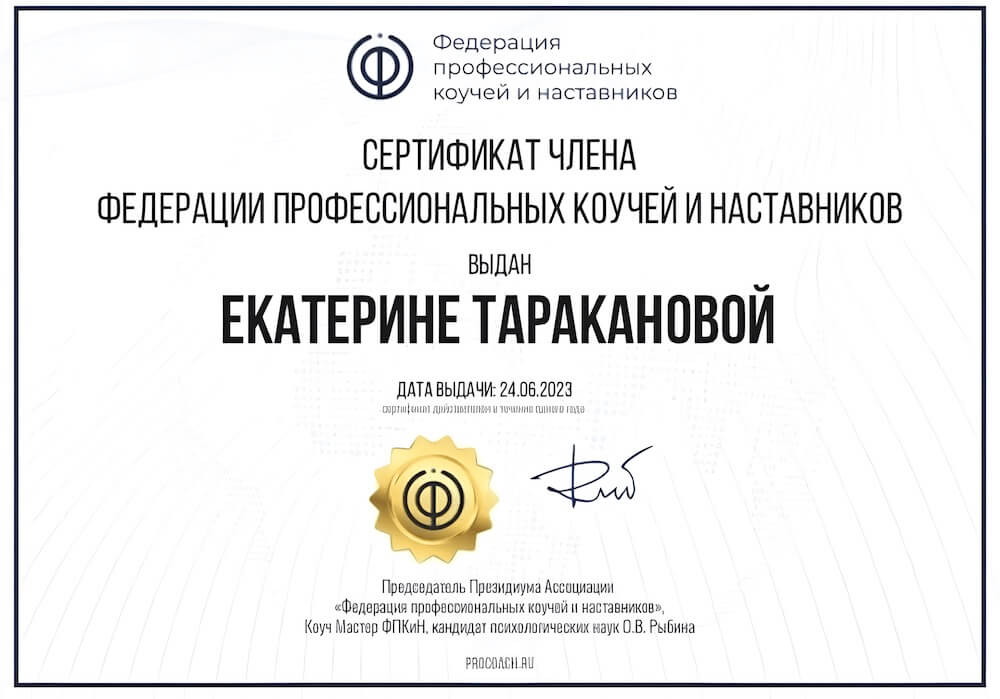 Федерация
профессиональных
коучей и наставников
СЕРТИФИКАТ ЧЛЕНА
ФЕДЕРАЦИИ ПРОФЕССИОНАЛЬНЫХ КОУЧЕЙ И НАСТАВНИКОВ
ВЫДАН
ЕКАТЕРИНЕ ТАРАКАНОВОЙ
ДАТА ВЫДАЧИ: 24.06.2023
сертификат действителен в течение одного года
Председатель Президиума Ассоциации
«Федерация профессиональных коучей и наставников»,
Коуч Мастер ФПКиН, кандидат психологических наук О.В. Рыбина
PROCOACH.RU